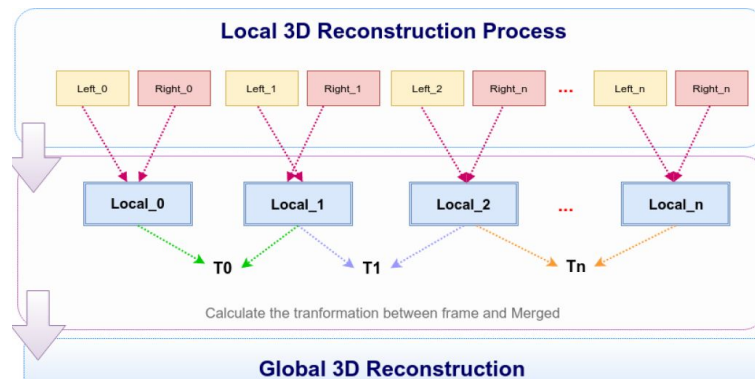 Local 3D Reconstruction Process
Left_0 Right_0 Left_1 Right_1 Left_2 Right_n ... Left_n Right_n
Local_0 Local_1 Local_2 ... Local_n
T0 T1 Tn
Calculate the tranformation between frame and Merged
Global 3D Reconstruction